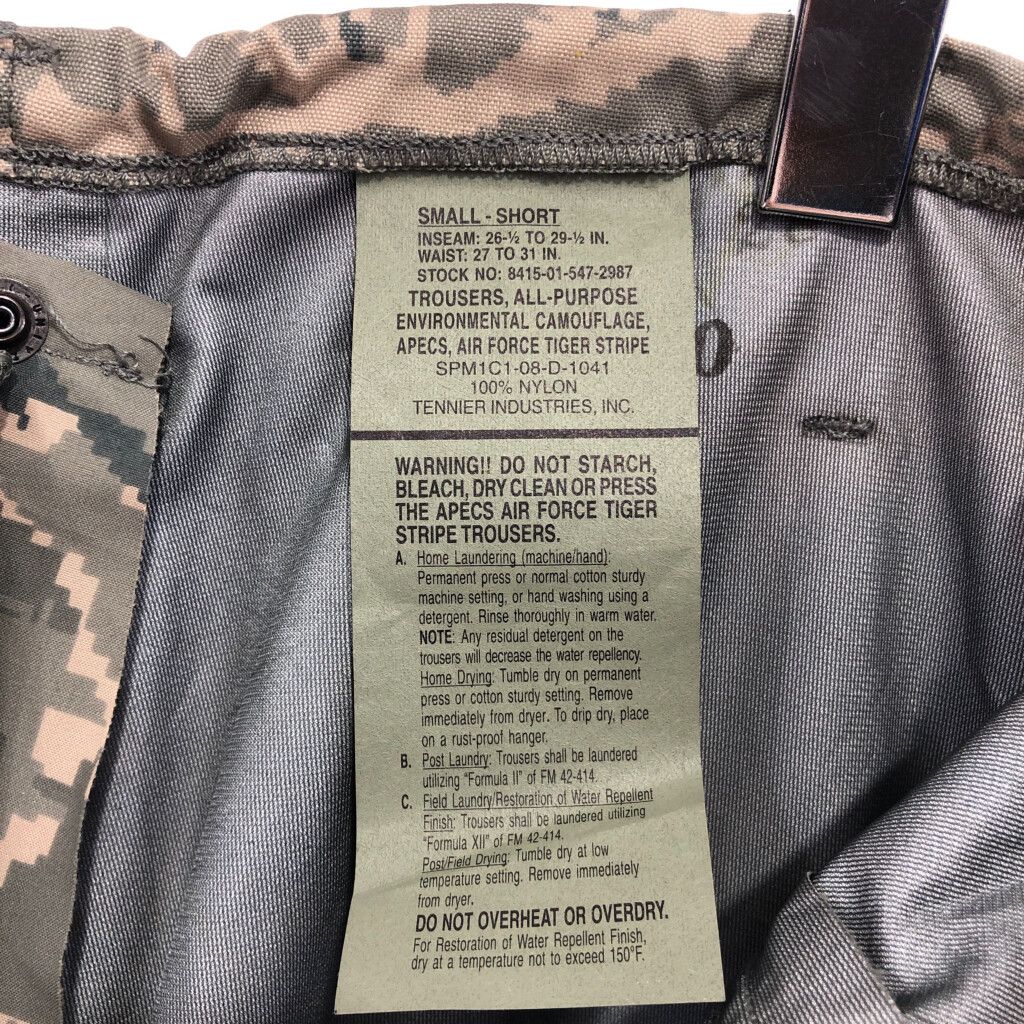 SMALL - SHORT
INSEAM: 26-½ TO 29-½ IN.
WAIST: 27 TO 31 IN.
STOCK NO: 8415-01-547-2987
TROUSERS, ALL-PURPOSE
ENVIRONMENTAL CAMOUFLAGE,
APECS, AIR FORCE TIGER STRIPE
SPM1C1-08-D-1041
100% NYLON
TENNIER INDUSTRIES, INC.
WARNING!! DO NOT STARCH,
BLEACH, DRY CLEAN OR PRESS
THE APECS AIR FORCE TIGER
STRIPE TROUSERS.
A. Home Laundering (machine/hand):
Permanent press or normal cotton sturdy
machine setting, or hand washing using a
detergent. Rinse thoroughly in warm water.
NOTE: Any residual detergent on the
trousers will decrease the water repellency.
Home Drying: Tumble dry on permanent
press or cotton sturdy setting. Remove
immediately from dryer. To drip dry, place
on a rust-proof hanger.
B. Post Laundry: Trousers shall be laundered
utilizing "Formula II" of FM 42-414.
C. Field Laundry/Restoration of Water Repellent
Finish: Trousers shall be laundered utilizing
"Formula XII" of FM 42-414.
Post/Field Drying: Tumble dry at low
temperature setting. Remove immediately
from dryer.
DO NOT OVERHEAT OR OVERDRY.
For Restoration of Water Repellent Finish,
dry at a temperature not to exceed 150°F.